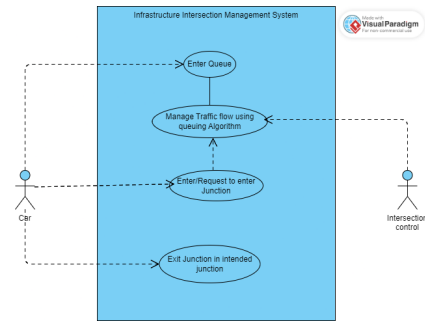 Infrastructure Intersection Management System
Made with
Visual Paradigm
For non-commercial use
Enter Queue
Manage Traffic flow using
queuing Algorithm
Enter/Request to enter
Junction
Car
Intersection
control
Exit Junction in intended
junction